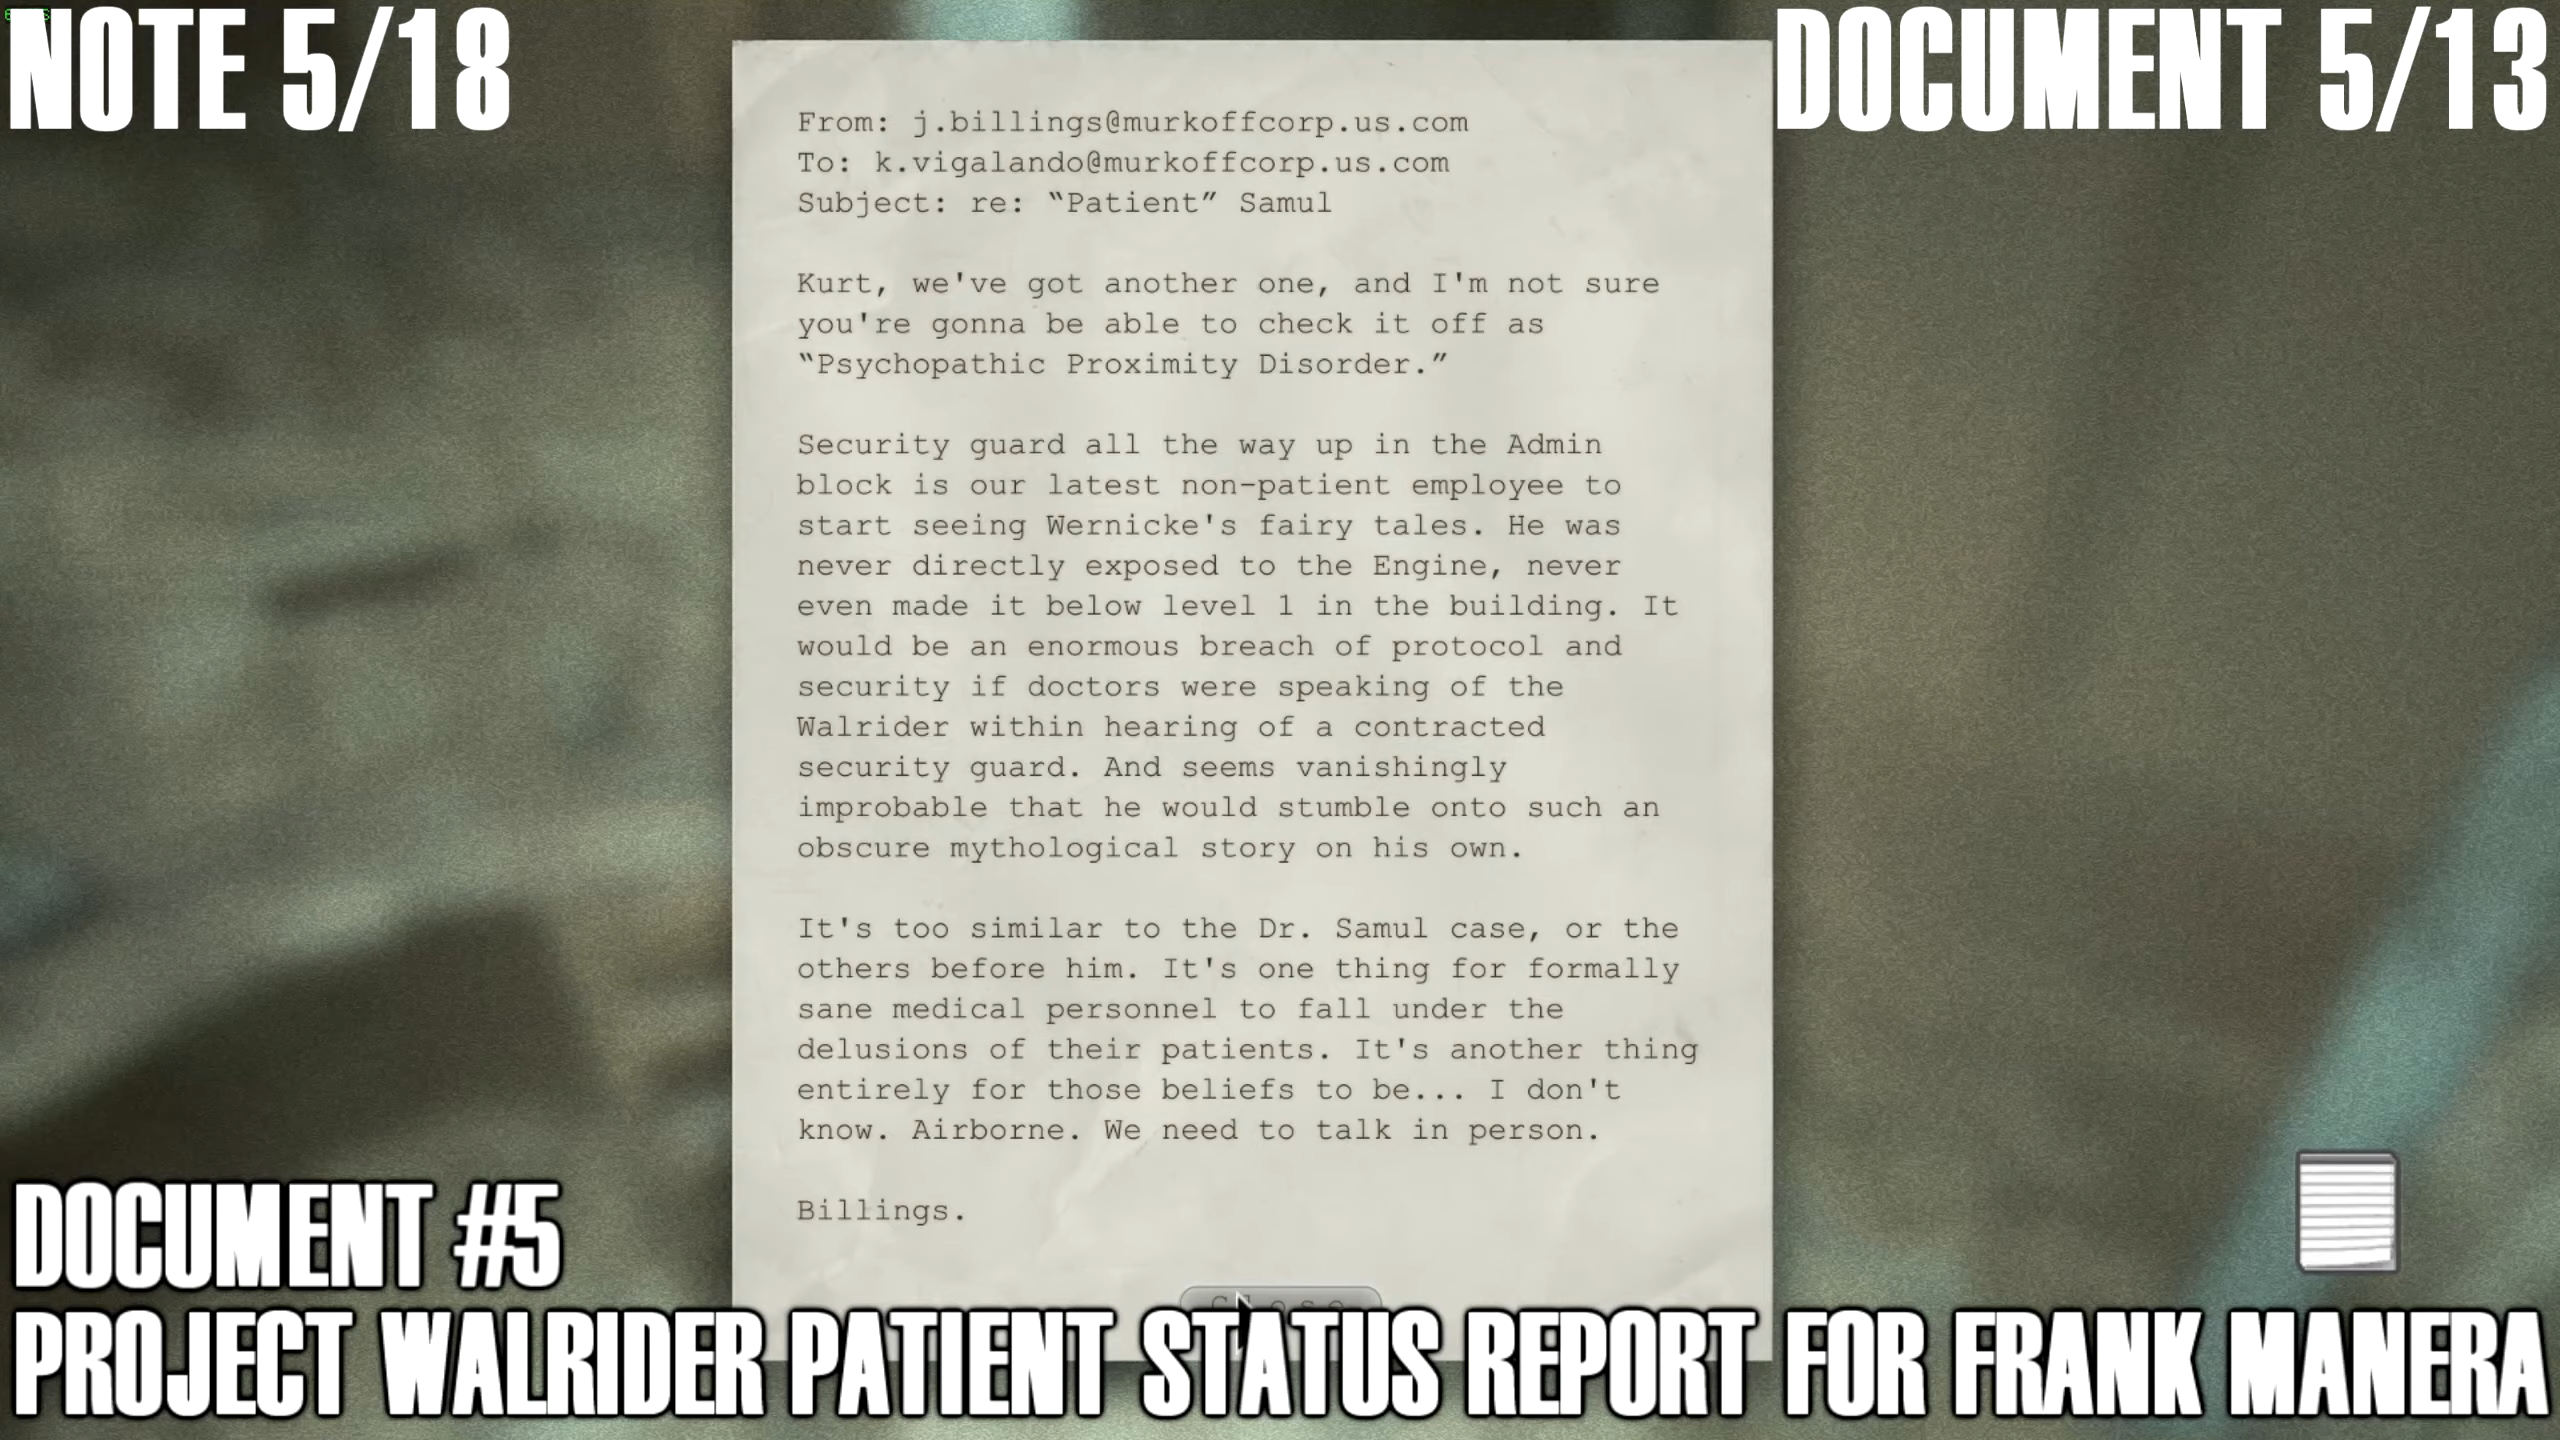 NOTE 5/18
DOCUMENT 5/13
From: j.billings@murkoffcorp.us.com
To: k.vigalando@murkoffcorp.us.com
Subject: re: “Patient” Samul
Kurt, we've got another one, and I'm not sure
you're gonna be able to check it off as
“Psychopathic Proximity Disorder.”
Security guard all the way up in the Admin
block is our latest non-patient employee to
start seeing Wernicke's fairy tales. He was
never directly exposed to the Engine, never
even made it below level 1 in the building. It
would be an enormous breach of protocol and
security if doctors were speaking of the
Walrider within hearing of a contracted
security guard. And seems vanishingly
improbable that he would stumble onto such an
obscure mythological story on his own.
It's too similar to the Dr. Samul case, or the
others before him. It's one thing for formally
sane medical personnel to fall under the
delusions of their patients. It's another thing
entirely for those beliefs to be... I don't
know. Airborne. We need to talk in person.
Billings.
Close
DOCUMENT #5
PROJECT WALRIDER PATIENT STATUS REPORT FOR FRANK MANERA